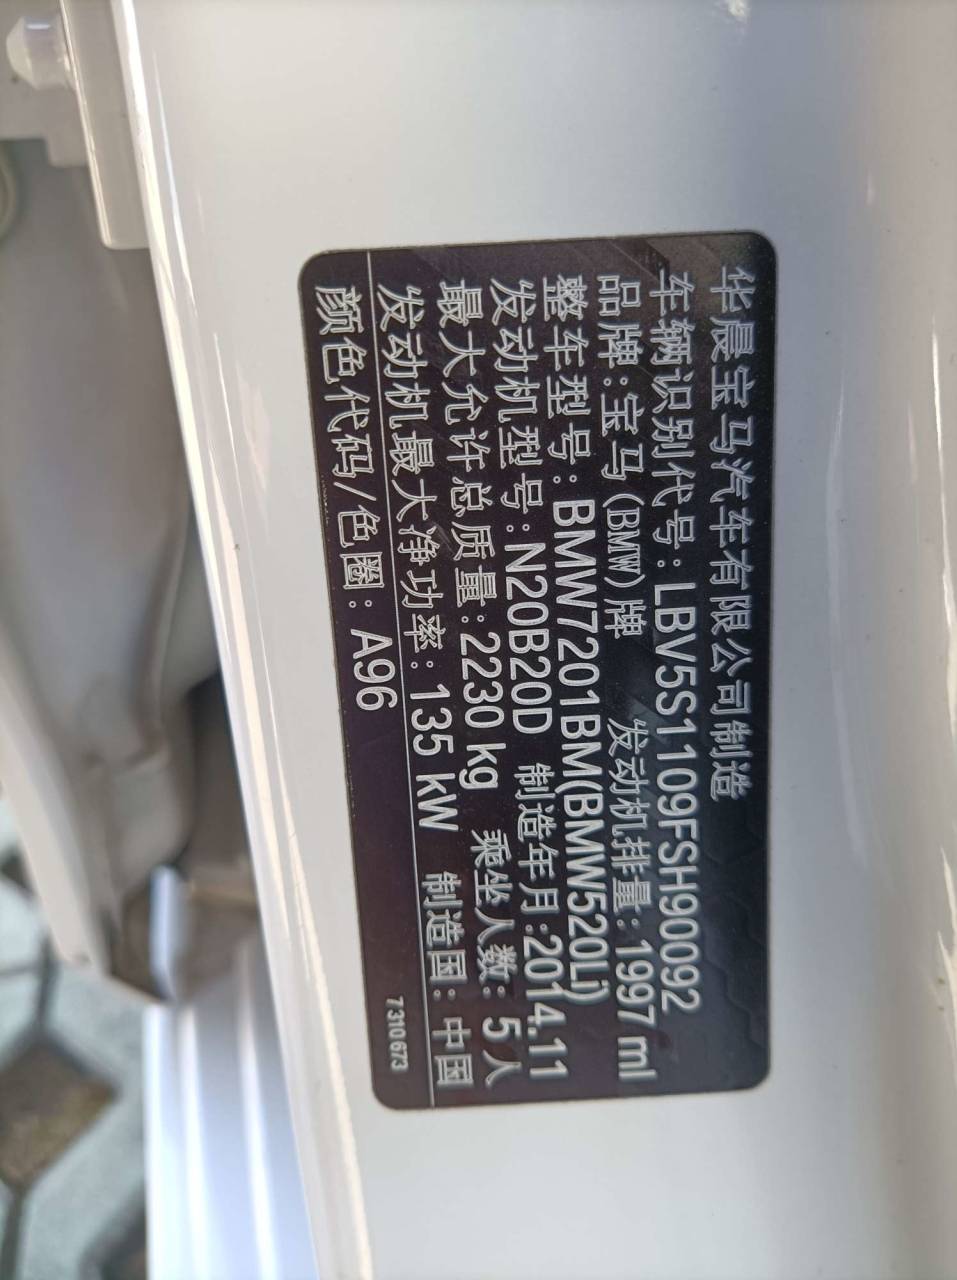 华晨宝马汽车有限公司制造
车辆识别代号：LBV5S1109FSH90092
品牌：宝马(BMW)牌 发动机排量：1997 ml
整车型号：BMW7201BM(BMW520Li)
发动机型号：N20B20D 制造年月：2014.11
最大允许总质量：2230 kg 乘坐人数：5人
发动机最大净功率：135 kW 制造国：中国
颜色代码/色圈：A96
7310673